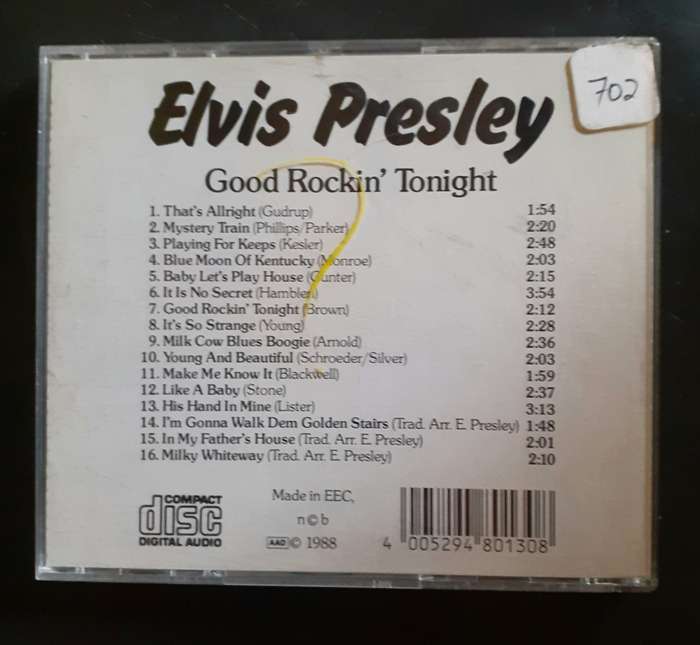 702
Elvis Presley
Good Rockin' Tonight
1. That's Allright (Gudrup) 1:54
2. Mystery Train (Phillips/Parker) 2:20
3. Playing For Keeps (Kesler) 2:48
4. Blue Moon Of Kentucky (Monroe) 2:03
5. Baby Let's Play House (Gunter) 2:15
6. It Is No Secret (Hamblen) 3:54
7. Good Rockin' Tonight (Brown) 2:12
8. It's So Strange (Young) 2:28
9. Milk Cow Blues Boogie (Arnold) 2:36
10. Young And Beautiful (Schroeder/Silver) 2:03
11. Make Me Know It (Blackwell) 1:59
12. Like A Baby (Stone) 2:37
13. His Hand In Mine (Lister) 3:13
14. I'm Gonna Walk Dem Golden Stairs (Trad. Arr. E. Presley) 1:48
15. In My Father's House (Trad. Arr. E. Presley) 2:01
16. Milky Whiteway (Trad. Arr. E. Presley) 2:10
?
COMPACT
disc
DIGITAL AUDIO
Made in EEC,
n©b
AAD © 1988
4 005294 801308